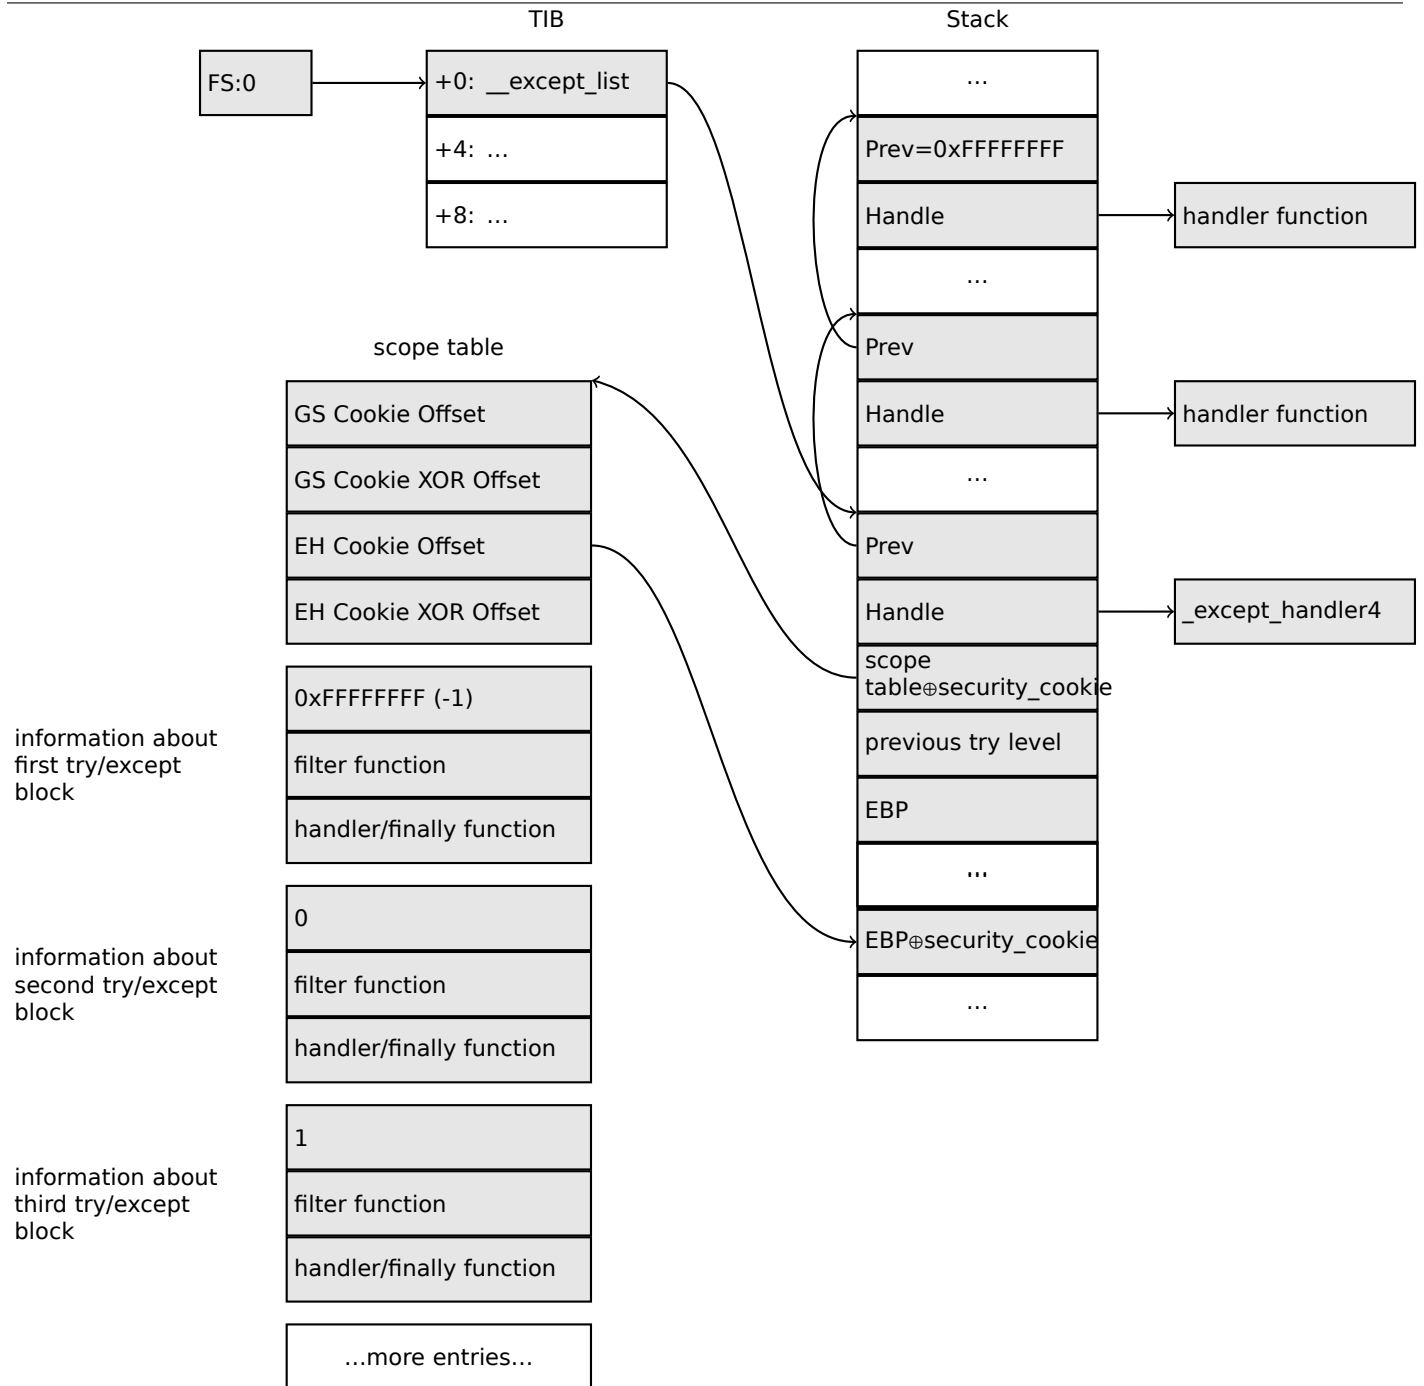 TIB
Stack
FS:0
+0: __except_list
+4: ...
+8: ...
...
Prev=0xFFFFFFFF
Handle
handler function
...
Prev
Handle
handler function
...
Prev
Handle
_except_handler4
scope
table⊕security_cookie
previous try level
EBP
...
EBP⊕security_cookie
...
scope table
GS Cookie Offset
GS Cookie XOR Offset
EH Cookie Offset
EH Cookie XOR Offset
information about
first try/except
block
0xFFFFFFFF (-1)
filter function
handler/finally function
information about
second try/except
block
0
filter function
handler/finally function
information about
third try/except
block
1
filter function
handler/finally function
...more entries...